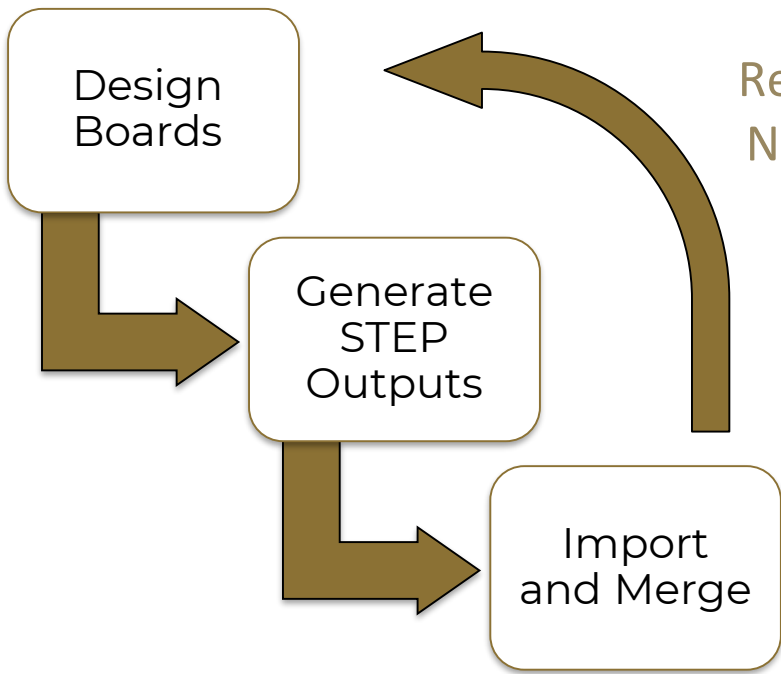 Design
Boards
Generate
STEP
Outputs
Import
and Merge